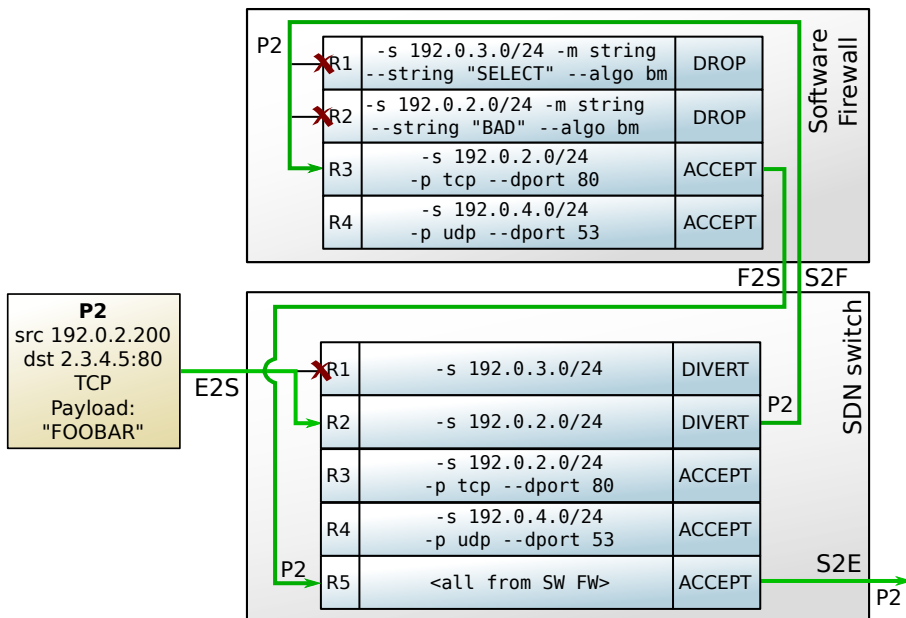 P2
R1
-s 192.0.3.0/24 -m string
--string "SELECT" --algo bm
DROP
R2
-s 192.0.2.0/24 -m string
--string "BAD" --algo bm
DROP
R3
-s 192.0.2.0/24
-p tcp --dport 80
ACCEPT
R4
-s 192.0.4.0/24
-p udp --dport 53
ACCEPT
Software
Firewall
F2S
S2F
P2
src 192.0.2.200
dst 2.3.4.5:80
TCP
Payload:
"FOOBAR"
E2S
R1
-s 192.0.3.0/24
DIVERT
R2
-s 192.0.2.0/24
DIVERT
P2
R3
-s 192.0.2.0/24
-p tcp --dport 80
ACCEPT
R4
-s 192.0.4.0/24
-p udp --dport 53
ACCEPT
P2
R5
<all from SW FW>
ACCEPT
SDN switch
S2E
P2